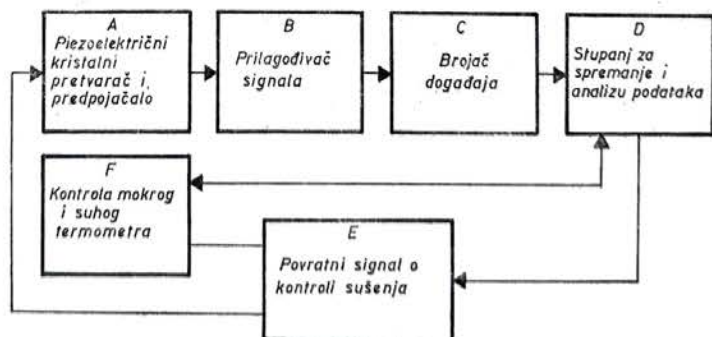 A
Piezoelektrični
kristalni
pretvarač i
predpojačalo
B
Prilagođivač
signala
C
Brojač
događaja
D
Stupanj za
spremanje i
analizu podataka
F
Kontrola mokrog
i suhog
termometra
E
Povratni signal o
kontroli sušenja